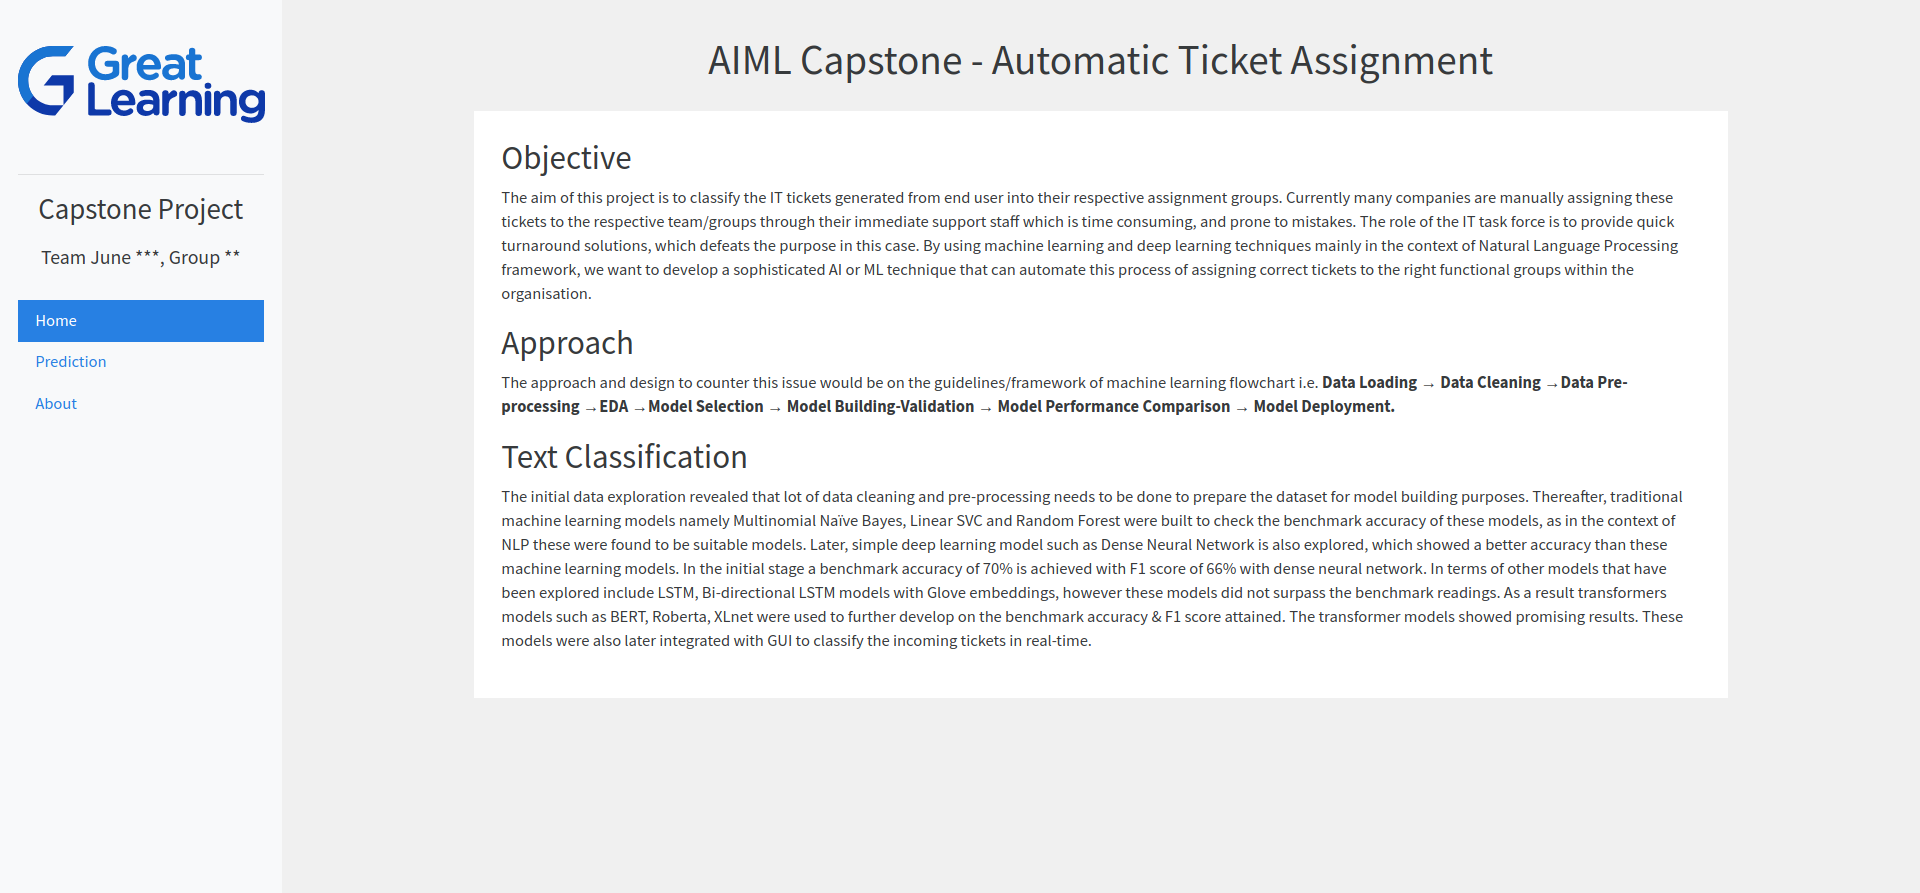 Great
Learning
Capstone Project
Team June ***, Group **
Home
Prediction
About
AIML Capstone - Automatic Ticket Assignment
Objective
The aim of this project is to classify the IT tickets generated from end user into their respective assignment groups. Currently many companies are manually assigning these
tickets to the respective team/groups through their immediate support staff which is time consuming, and prone to mistakes. The role of the IT task force is to provide quick
turnaround solutions, which defeats the purpose in this case. By using machine learning and deep learning techniques mainly in the context of Natural Language Processing
framework, we want to develop a sophisticated AI or ML technique that can automate this process of assigning correct tickets to the right functional groups within the
organisation.
Approach
The approach and design to counter this issue would be on the guidelines/framework of machine learning flowchart i.e. Data Loading → Data Cleaning →Data Pre-
processing →EDA →Model Selection → Model Building-Validation → Model Performance Comparison → Model Deployment.
Text Classification
The initial data exploration revealed that lot of data cleaning and pre-processing needs to be done to prepare the dataset for model building purposes. Thereafter, traditional
machine learning models namely Multinomial Naïve Bayes, Linear SVC and Random Forest were built to check the benchmark accuracy of these models, as in the context of
NLP these were found to be suitable models. Later, simple deep learning model such as Dense Neural Network is also explored, which showed a better accuracy than these
machine learning models. In the initial stage a benchmark accuracy of 70% is achieved with F1 score of 66% with dense neural network. In terms of other models that have
been explored include LSTM, Bi-directional LSTM models with Glove embeddings, however these models did not surpass the benchmark readings. As a result transformers
models such as BERT, Roberta, XLnet were used to further develop on the benchmark accuracy & F1 score attained. The transformer models showed promising results. These
models were also later integrated with GUI to classify the incoming tickets in real-time.